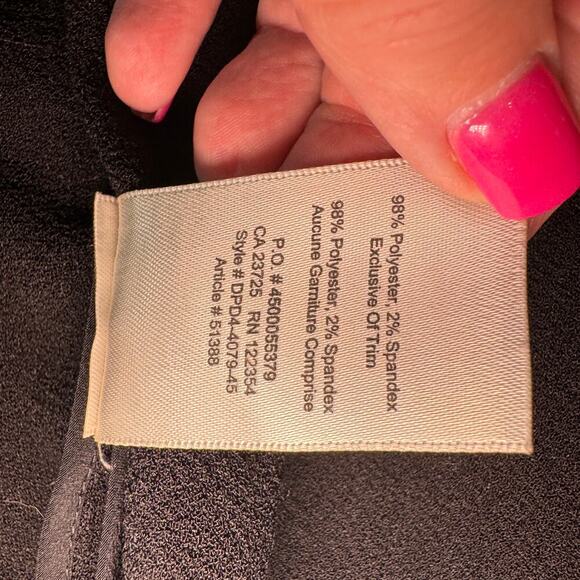 98% Polyester, 2% Spandex
Exclusive Of Trim
98% Polyester, 2% Spandex
Aucune Garniture Comprise
P.O. # 4500055379
CA 23725 RN 122354
Style # DPD4-4079-45
Article # 51388